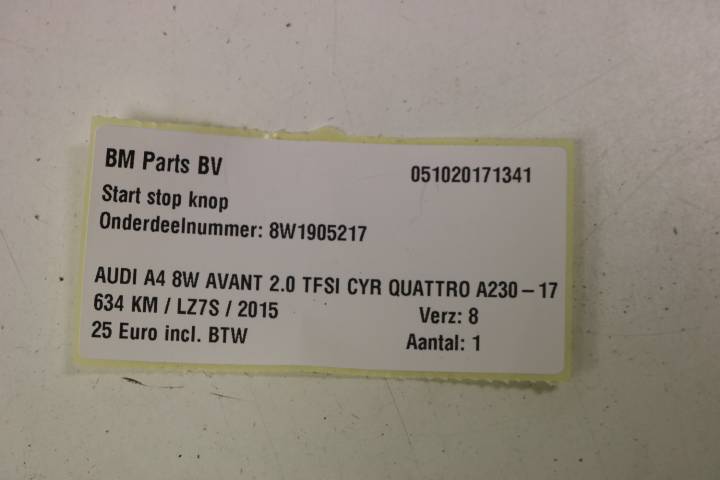 BM Parts BV 051020171341
Start stop knop
Onderdeelnummer: 8W1905217
AUDI A4 8W AVANT 2.0 TFSI CYR QUATTRO A230 – 17
634 KM / LZ7S / 2015 Verz: 8
25 Euro incl. BTW Aantal: 1